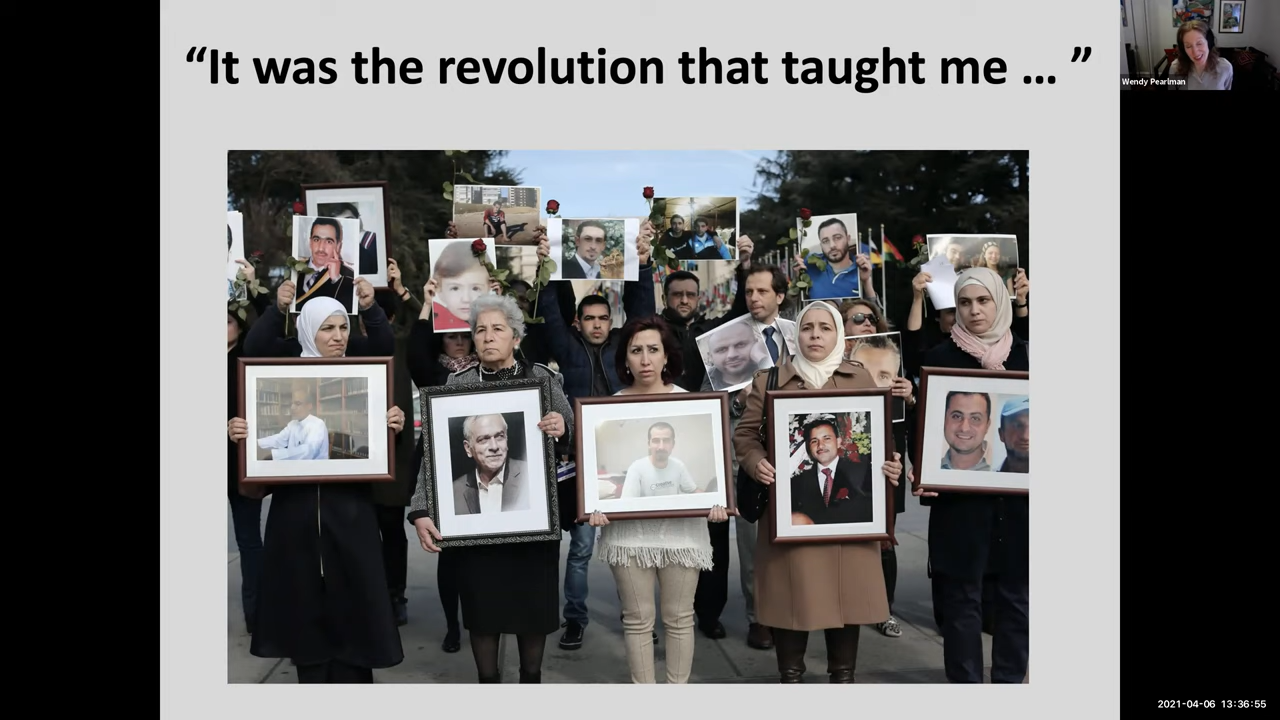 “It was the revolution that taught me … ”
Wendy Pearlman
2021-04-06 13:36:55